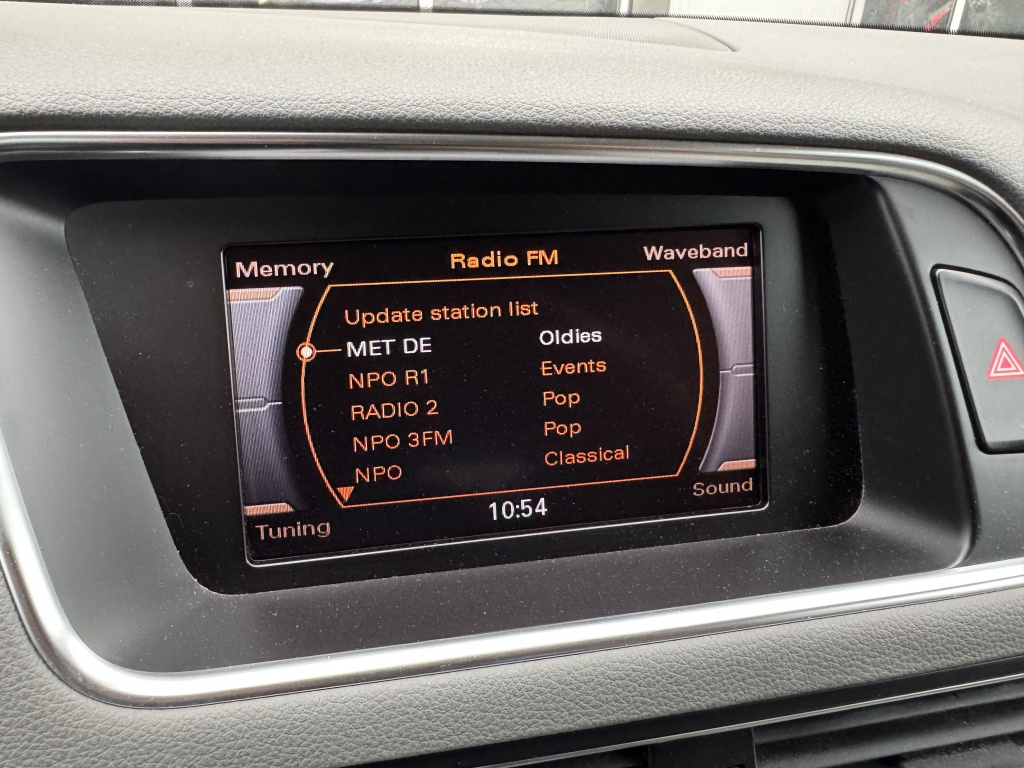 Memory Radio FM Waveband
Update station list
MET DE Oldies
NPO R1 Events
RADIO 2 Pop
NPO 3FM Pop
NPO Classical
Tuning 10:54 Sound